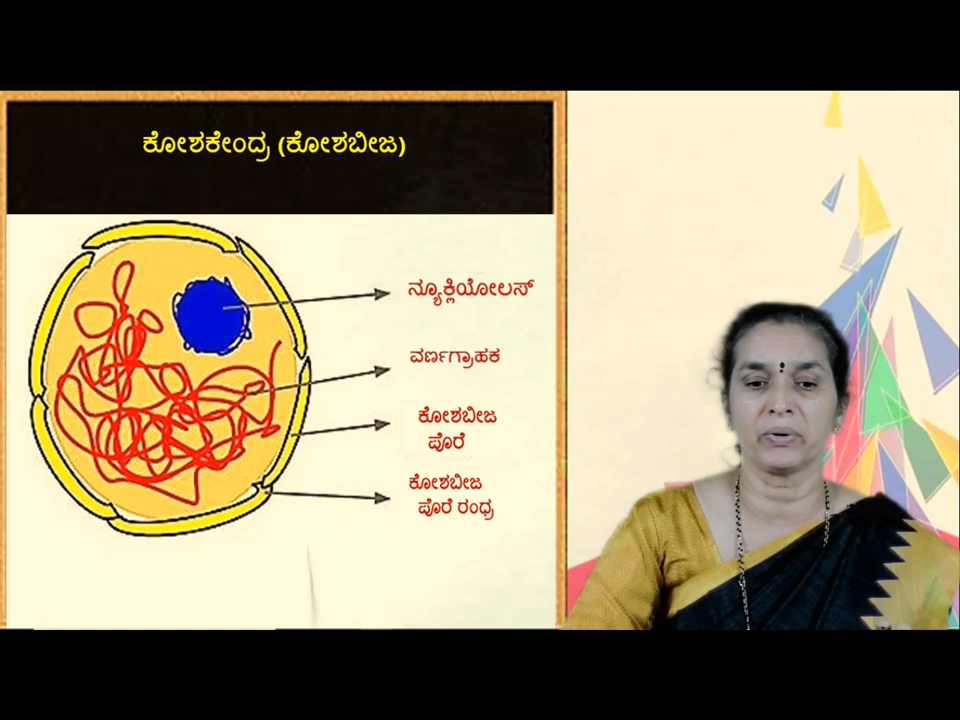 ಕೋಶಕೇಂದ್ರ (ಕೋಶಬೀಜ)
ನ್ಯೂಕ್ಲಿಯೋಲಸ್
ವರ್ಣಗ್ರಾಹಕ
ಕೋಶಬೀಜ
ಪೊರೆ
ಕೋಶಬೀಜ
ಪೊರೆ ರಂಧ್ರ